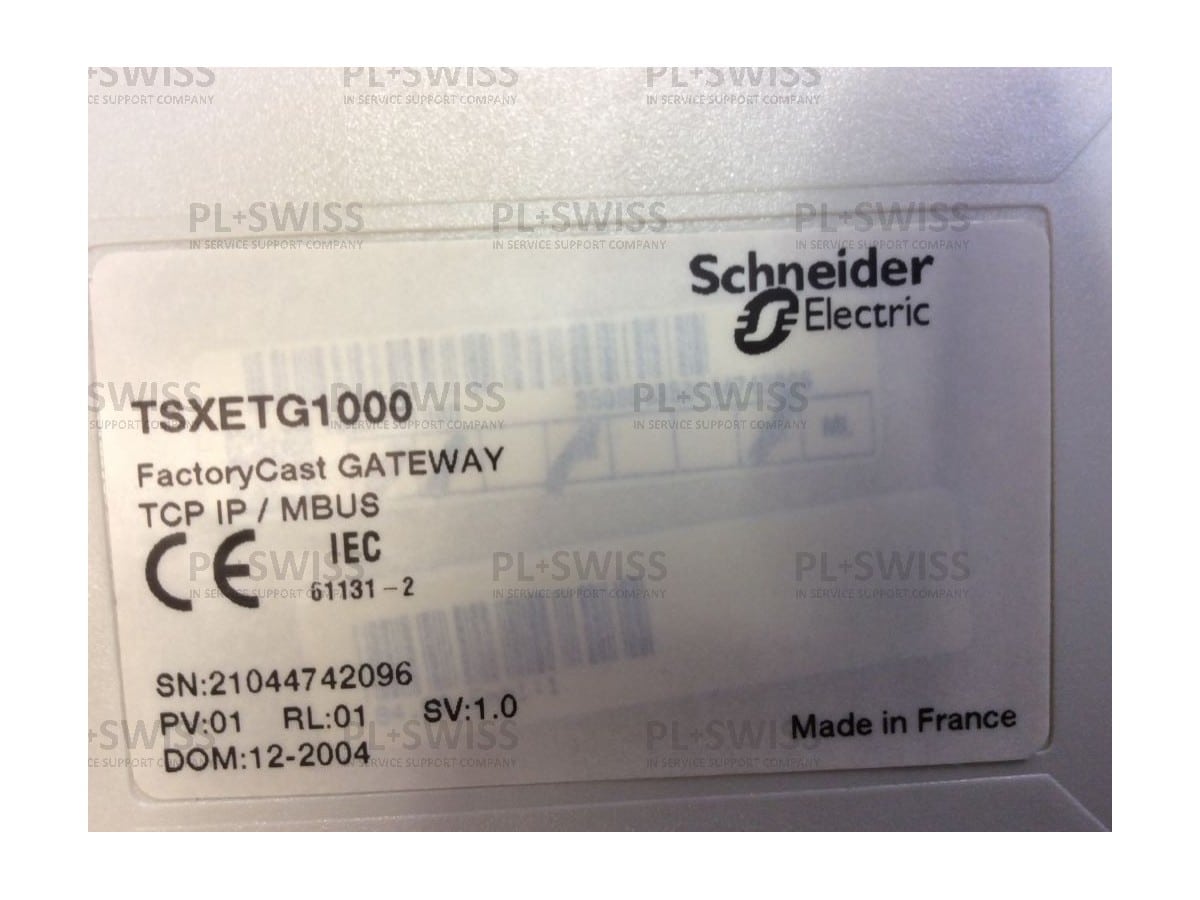 PL+SWISS
IN SERVICE SUPPORT COMPANY
Schneider
Electric
TSXETG1000
FactoryCast GATEWAY
TCP IP / MBUS
CE IEC
61131-2
SN:21044742096
PV:01 RL:01 SV:1.0
DOM:12-2004
Made in France